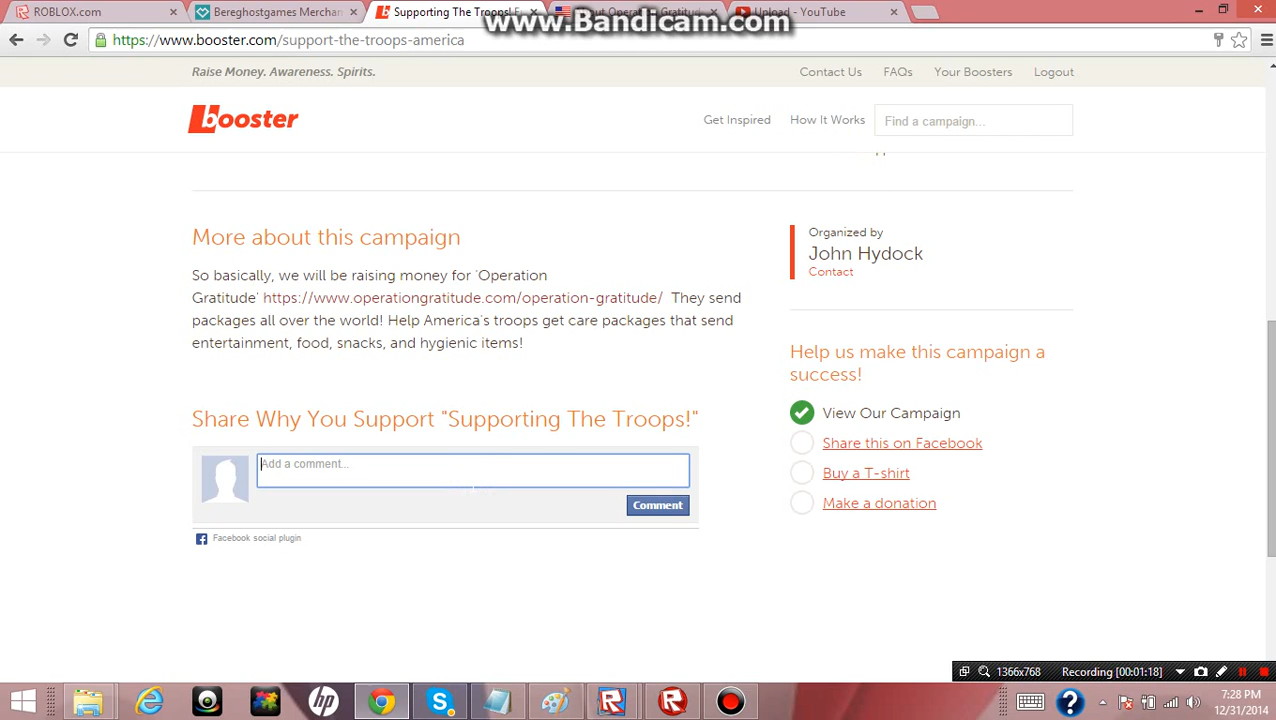 ROBLOX.com
Bereghostgames Merchan
Supporting The Troops! F
Upload - YouTube
www.Bandicam.com
https://www.booster.com/support-the-troops-america
Raise Money. Awareness. Spirits.
Contact Us
FAQs
Your Boosters
Logout
booster
Get Inspired
How It Works
Find a campaign...
More about this campaign
So basically, we will be raising money for 'Operation
Gratitude' https://www.operationgratitude.com/operation-gratitude/ They send
packages all over the world! Help America's troops get care packages that send
entertainment, food, snacks, and hygienic items!
Organized by
John Hydock
Contact
Help us make this campaign a
success!
View Our Campaign
Share this on Facebook
Buy a T-shirt
Make a donation
Share Why You Support "Supporting The Troops!"
Add a comment...
Comment
Facebook social plugin
1366x768
Recording [00:01:18]
7:28 PM
12/31/2014